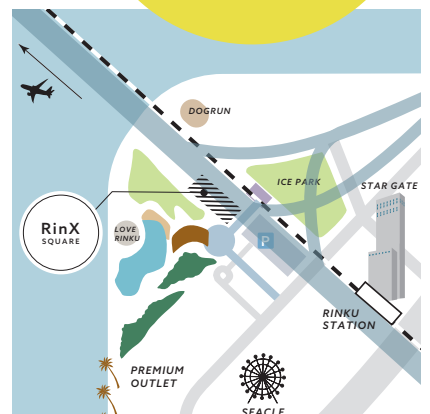 DOGRUN
ICE PARK
STAR GATE
RinX
SQUARE
LOVE
RINKU
P
RINKU
STATION
PREMIUM
OUTLET
SEACLE